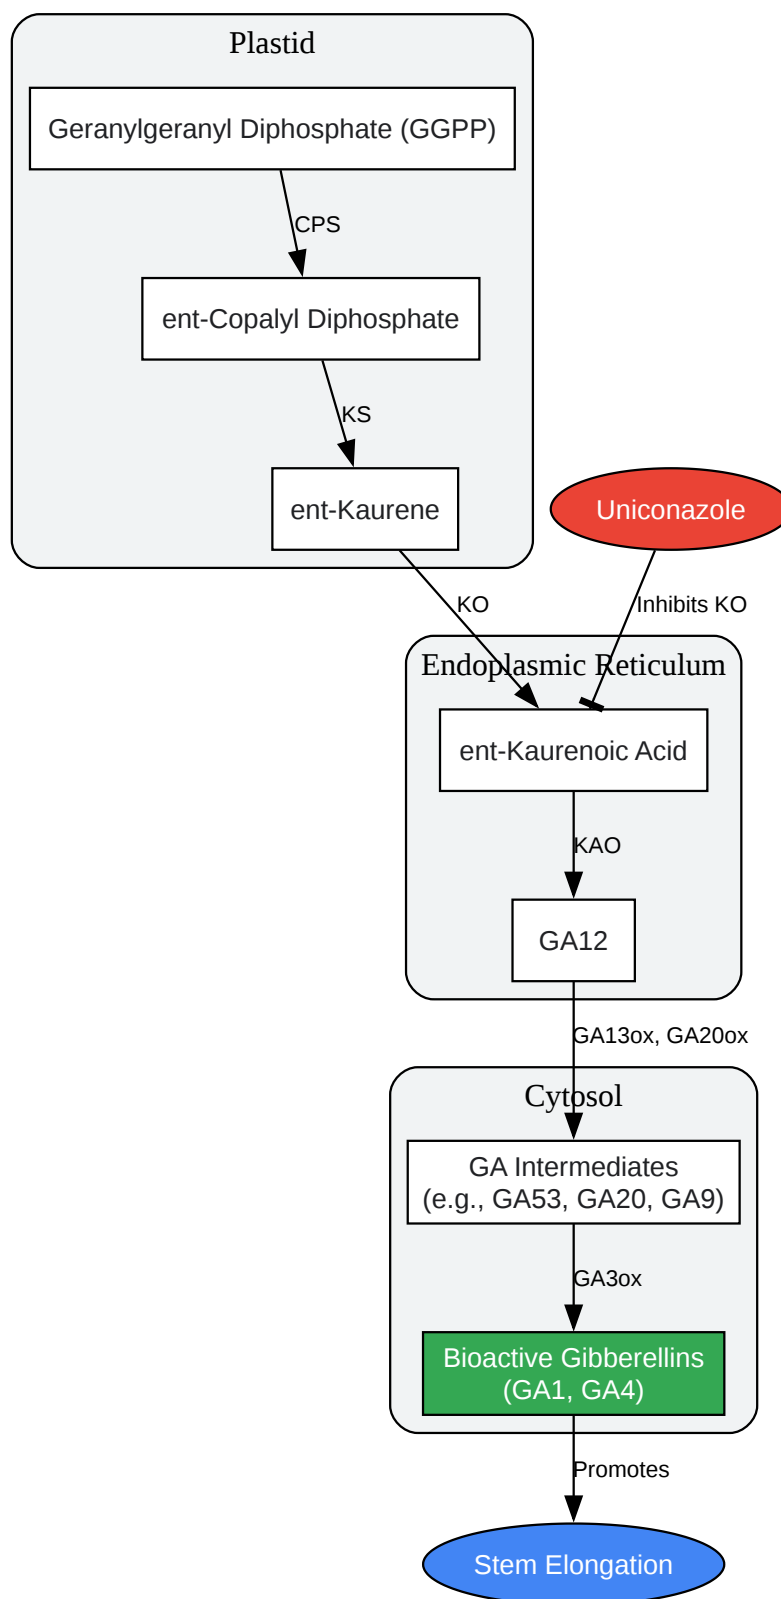 Plastid
Geranylgeranyl Diphosphate (GGPP)
CPS
ent-Copalyl Diphosphate
KS
ent-Kaurene
Uniconazole
KO
Inhibits KO
Endoplasmic Reticulum
ent-Kaurenoic Acid
KAO
GA12
GA13ox, GA20ox
Cytosol
GA Intermediates
(e.g., GA53, GA20, GA9)
GA3ox
Bioactive Gibberellins
(GA1, GA4)
Promotes
Stem Elongation